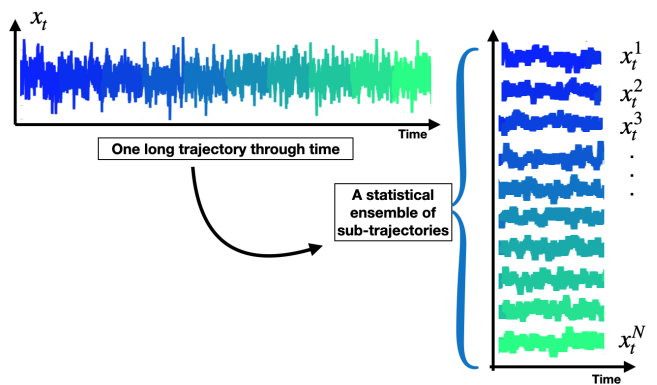 x_t
Time
One long trajectory through time
A statistical
ensemble of
sub-trajectories
x_t^1
x_t^2
x_t^3
.
.
.
x_t^N
Time